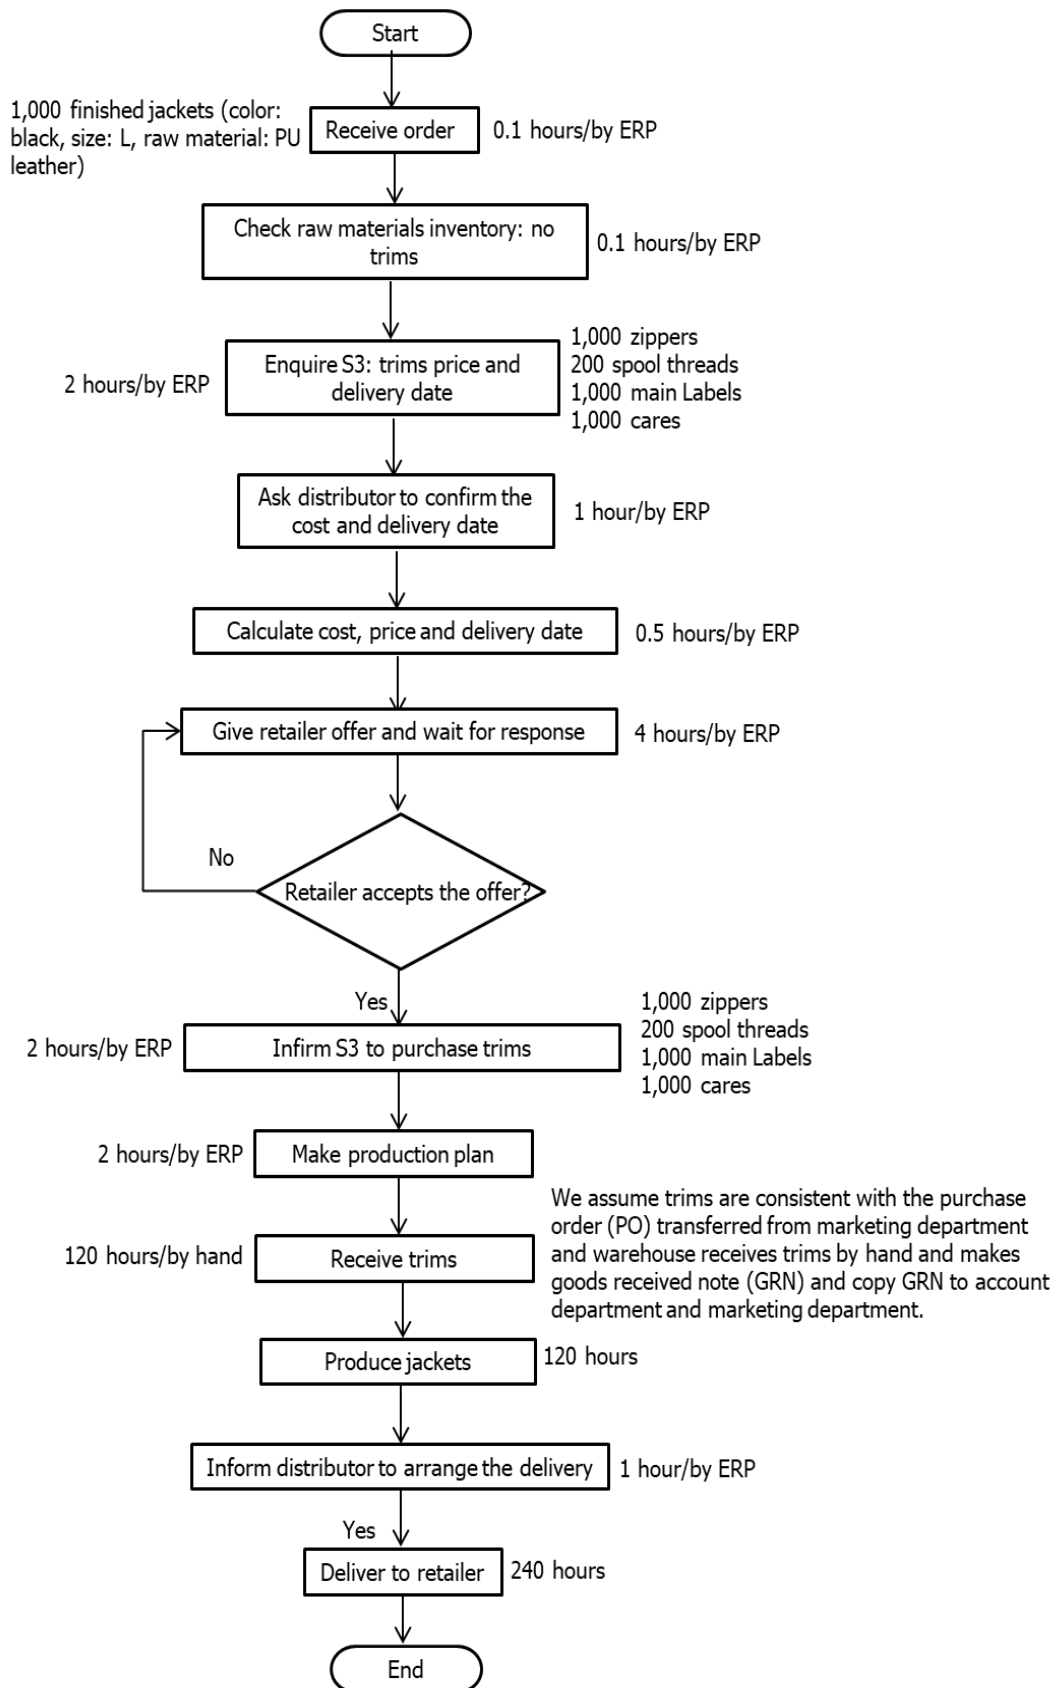 Start
1,000 finished jackets (color:
black, size: L, raw material: PU
leather)
Receive order
0.1 hours/by ERP
Check raw materials inventory: no
trims
0.1 hours/by ERP
2 hours/by ERP
Enquire S3: trims price and
delivery date
1,000 zippers
200 spool threads
1,000 main Labels
1,000 cares
Ask distributor to confirm the
cost and delivery date
1 hour/by ERP
Calculate cost, price and delivery date
0.5 hours/by ERP
Give retailer offer and wait for response
4 hours/by ERP
No
Retailer accepts the offer?
Yes
2 hours/by ERP
Infirm S3 to purchase trims
1,000 zippers
200 spool threads
1,000 main Labels
1,000 cares
2 hours/by ERP
Make production plan
120 hours/by hand
Receive trims
We assume trims are consistent with the purchase
order (PO) transferred from marketing department
and warehouse receives trims by hand and makes
goods received note (GRN) and copy GRN to account
department and marketing department.
Produce jackets
120 hours
Inform distributor to arrange the delivery
1 hour/by ERP
Yes
Deliver to retailer
240 hours
End